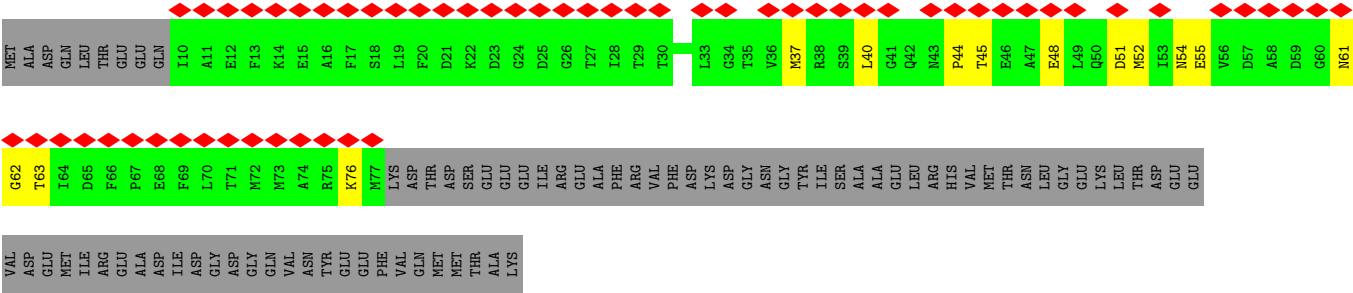 MET ALA ASP GLN LEU THR GLU GLU GLN I10 A11 E12 F13 K14 E15 A16 F17 S18 L19 F20 D21 K22 D23 G24 D25 G26 T27 I28 T29 T30 L33 G34 T35 V36 M37 R38 S39 L40 G41 Q42 N43 P44 T45 E46 A47 E48 L49 Q50 D51 M52 I53 N54 E55 V56 D57 A58 D59 G60 N61
G62 T63 I64 D65 F66 P67 E68 F69 L70 T71 M72 M73 A74 R75 K76 M77 LYS ASP THR ASP SER GLU GLU GLU ILE ARG GLU ALA PHE ARG VAL PHE ASP LYS ASP GLY ASN GLY TYR ILE SER ALA ALA GLU LEU ARG HIS VAL MET THR ASN LEU GLY GLU LYS LEU THR ASP GLU GLU
VAL ASP GLU MET ILE ARG GLU ALA ASP ILE ASP GLY ASP GLY GLN VAL ASN TYR GLU GLU PHE VAL GLN MET MET THR ALA LYS